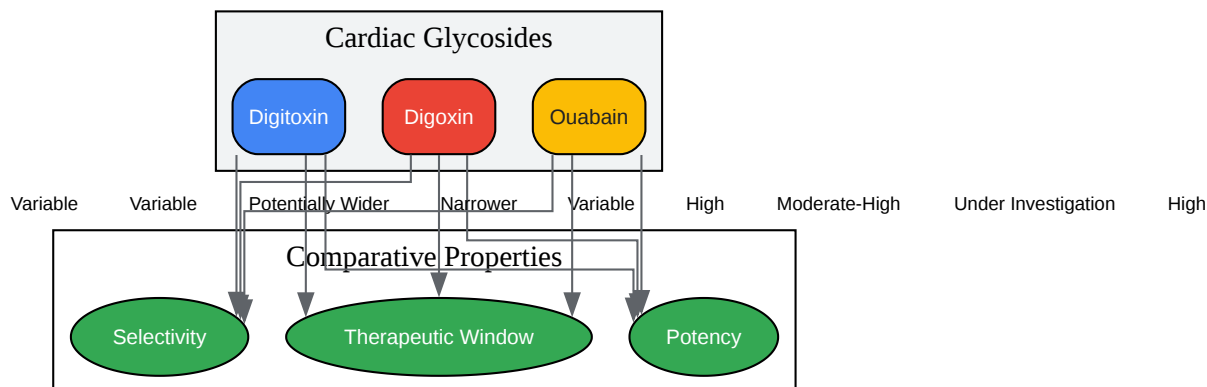 Cardiac Glycosides
Digitoxin
Digoxin
Ouabain
Variable
Variable
Potentially Wider
Narrower
Variable
High
Moderate-High
Under Investigation
High
Comparative Properties
Selectivity
Therapeutic Window
Potency